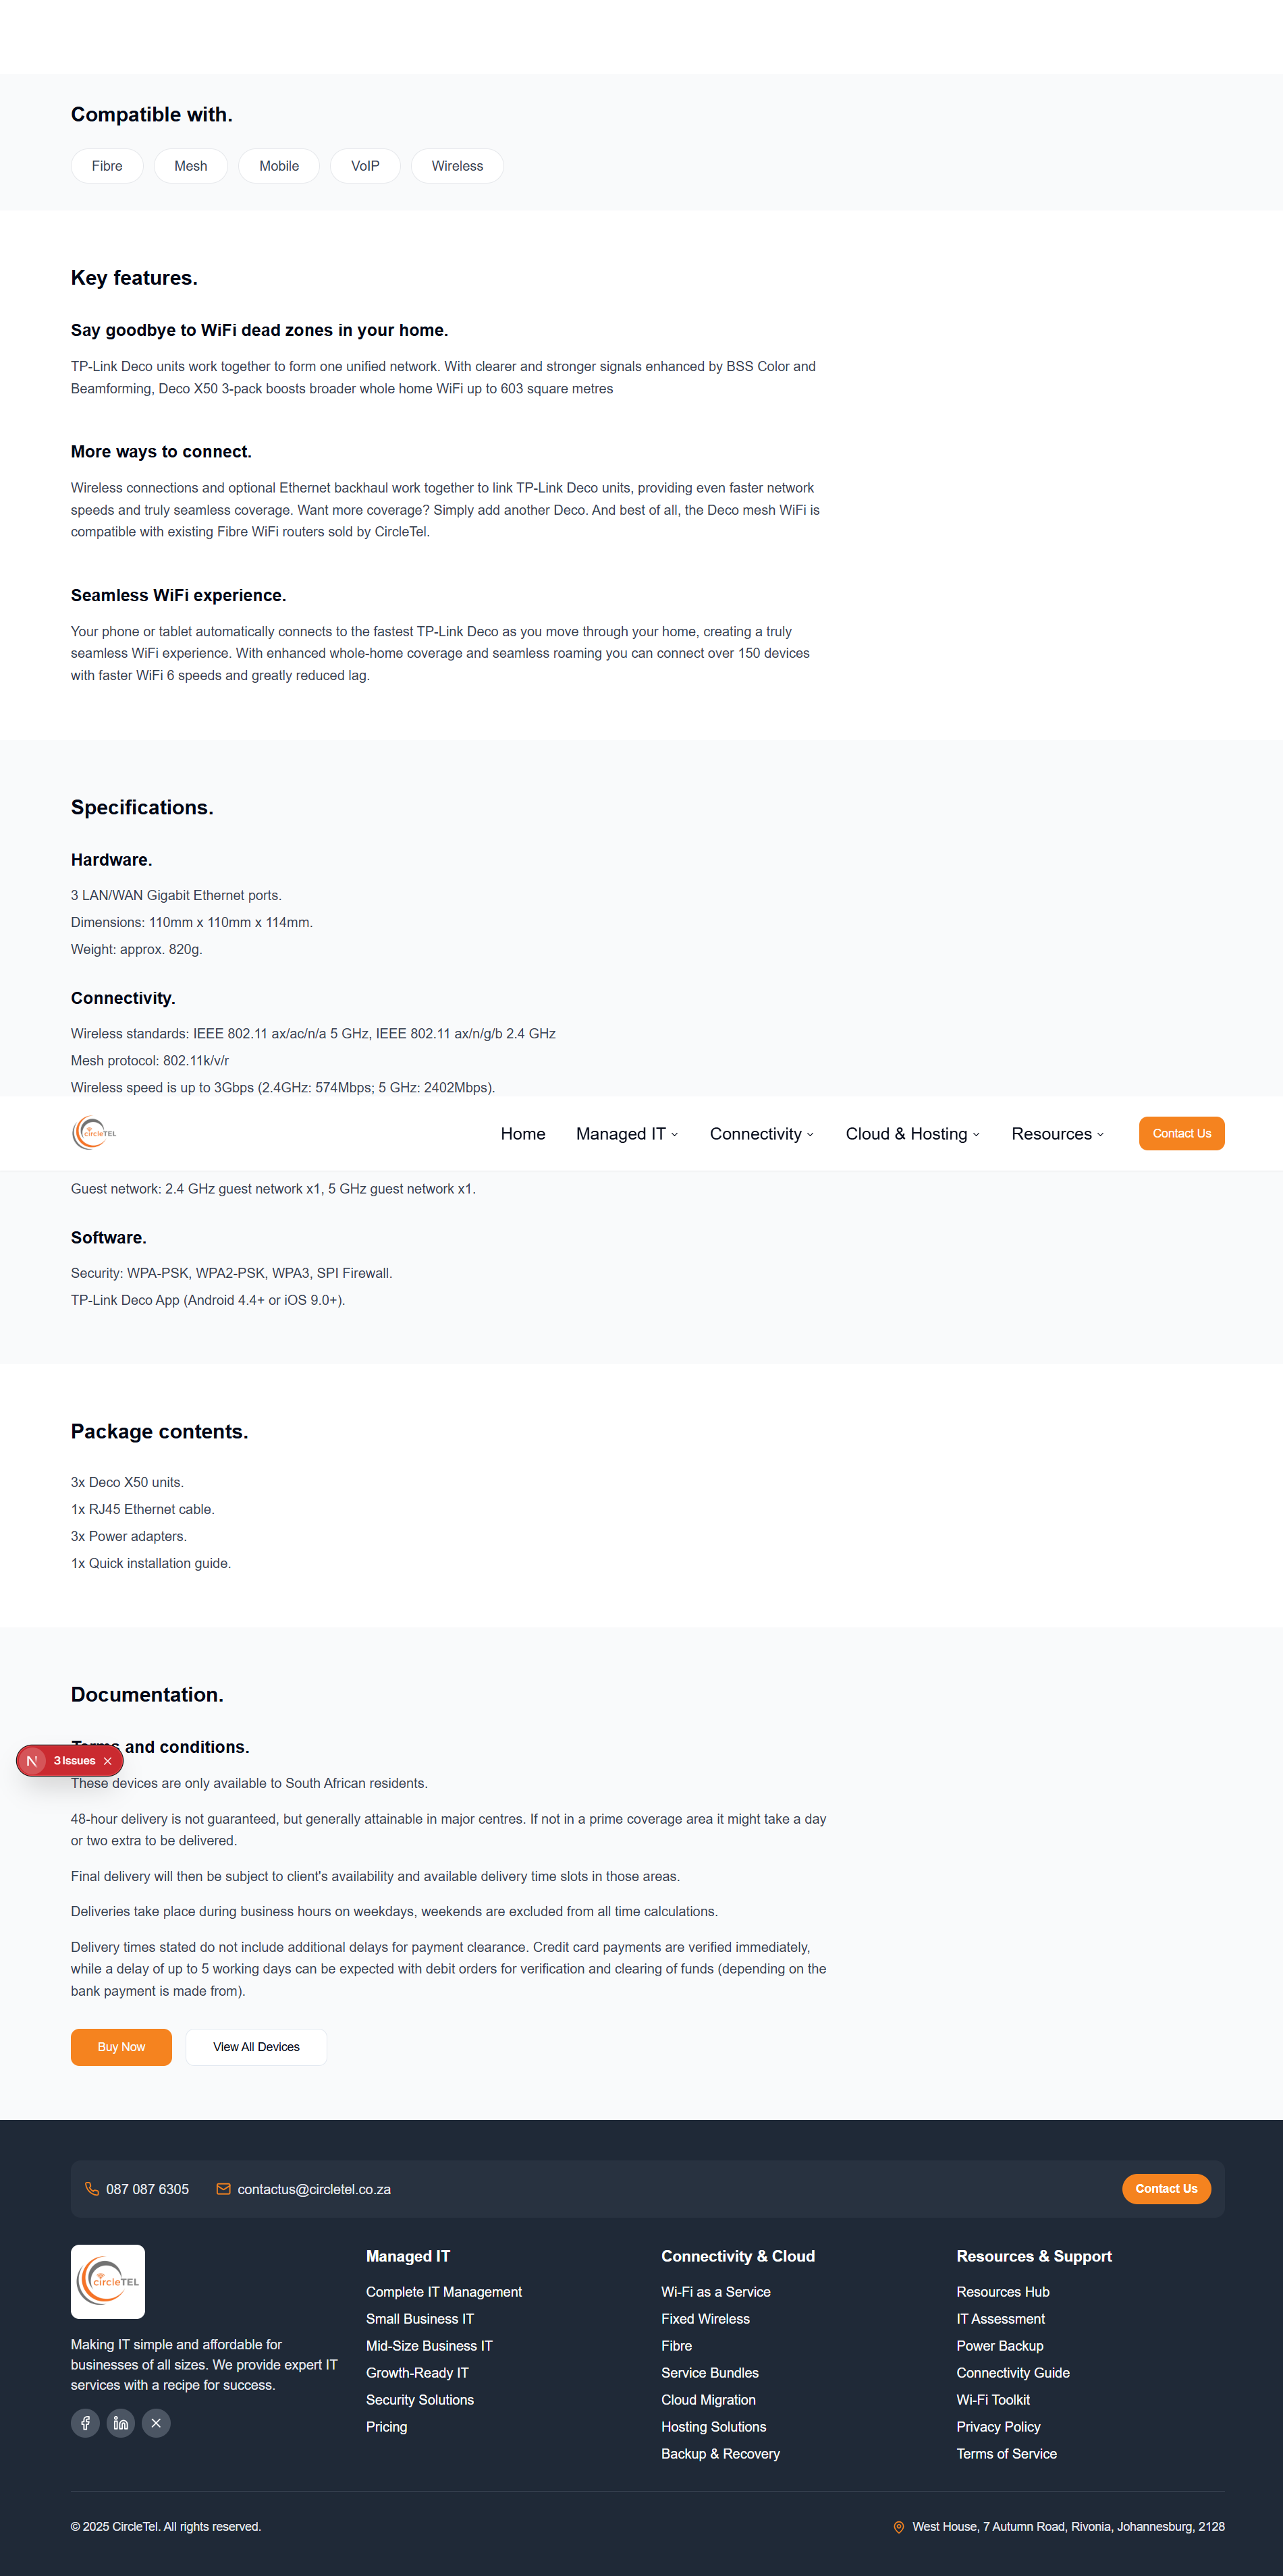 Compatible with.
Fibre
Mesh
Mobile
VoIP
Wireless
Key features.
Say goodbye to WiFi dead zones in your home.
TP-Link Deco units work together to form one unified network. With clearer and stronger signals enhanced by BSS Color and
Beamforming, Deco X50 3-pack boosts broader whole home WiFi up to 603 square metres
More ways to connect.
Wireless connections and optional Ethernet backhaul work together to link TP-Link Deco units, providing even faster network
speeds and truly seamless coverage. Want more coverage? Simply add another Deco. And best of all, the Deco mesh WiFi is
compatible with existing Fibre WiFi routers sold by CircleTel.
Seamless WiFi experience.
Your phone or tablet automatically connects to the fastest TP-Link Deco as you move through your home, creating a truly
seamless WiFi experience. With enhanced whole-home coverage and seamless roaming you can connect over 150 devices
with faster WiFi 6 speeds and greatly reduced lag.
Specifications.
Hardware.
3 LAN/WAN Gigabit Ethernet ports.
Dimensions: 110mm x 110mm x 114mm.
Weight: approx. 820g.
Connectivity.
Wireless standards: IEEE 802.11 ax/ac/n/a 5 GHz, IEEE 802.11 ax/n/g/b 2.4 GHz
Mesh protocol: 802.11k/v/r
Wireless speed is up to 3Gbps (2.4GHz: 574Mbps; 5 GHz: 2402Mbps).
circleTEL
Home
Managed IT
Connectivity
Cloud & Hosting
Resources
Contact Us
Guest network: 2.4 GHz guest network x1, 5 GHz guest network x1.
Software.
Security: WPA-PSK, WPA2-PSK, WPA3, SPI Firewall.
TP-Link Deco App (Android 4.4+ or iOS 9.0+).
Package contents.
3x Deco X50 units.
1x RJ45 Ethernet cable.
3x Power adapters.
1x Quick installation guide.
Documentation.
Terms and conditions.
N 3 Issues
These devices are only available to South African residents.
48-hour delivery is not guaranteed, but generally attainable in major centres. If not in a prime coverage area it might take a day
or two extra to be delivered.
Final delivery will then be subject to client's availability and available delivery time slots in those areas.
Deliveries take place during business hours on weekdays, weekends are excluded from all time calculations.
Delivery times stated do not include additional delays for payment clearance. Credit card payments are verified immediately,
while a delay of up to 5 working days can be expected with debit orders for verification and clearing of funds (depending on the
bank payment is made from).
Buy Now
View All Devices
087 087 6305
contactus@circletel.co.za
Contact Us
circleTEL
Making IT simple and affordable for
businesses of all sizes. We provide expert IT
services with a recipe for success.
Managed IT
Complete IT Management
Small Business IT
Mid-Size Business IT
Growth-Ready IT
Security Solutions
Pricing
Connectivity & Cloud
Wi-Fi as a Service
Fixed Wireless
Fibre
Service Bundles
Cloud Migration
Hosting Solutions
Backup & Recovery
Resources & Support
Resources Hub
IT Assessment
Power Backup
Connectivity Guide
Wi-Fi Toolkit
Privacy Policy
Terms of Service
© 2025 CircleTel. All rights reserved.
West House, 7 Autumn Road, Rivonia, Johannesburg, 2128